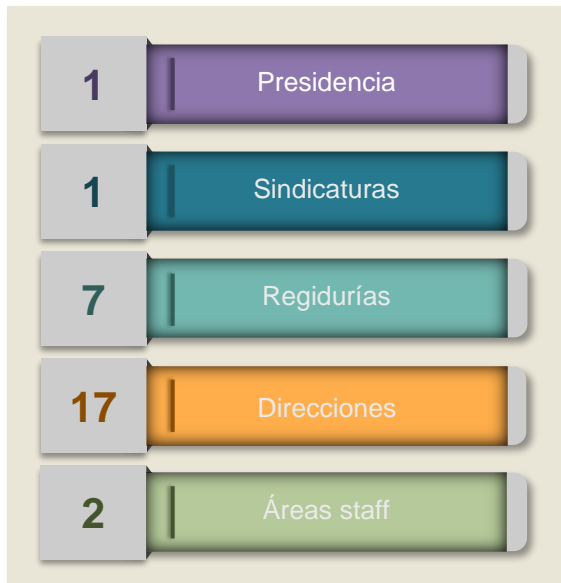 1 Presidencia
1 Sindicaturas
7 Regidurías
17 Direcciones
2 Áreas staff